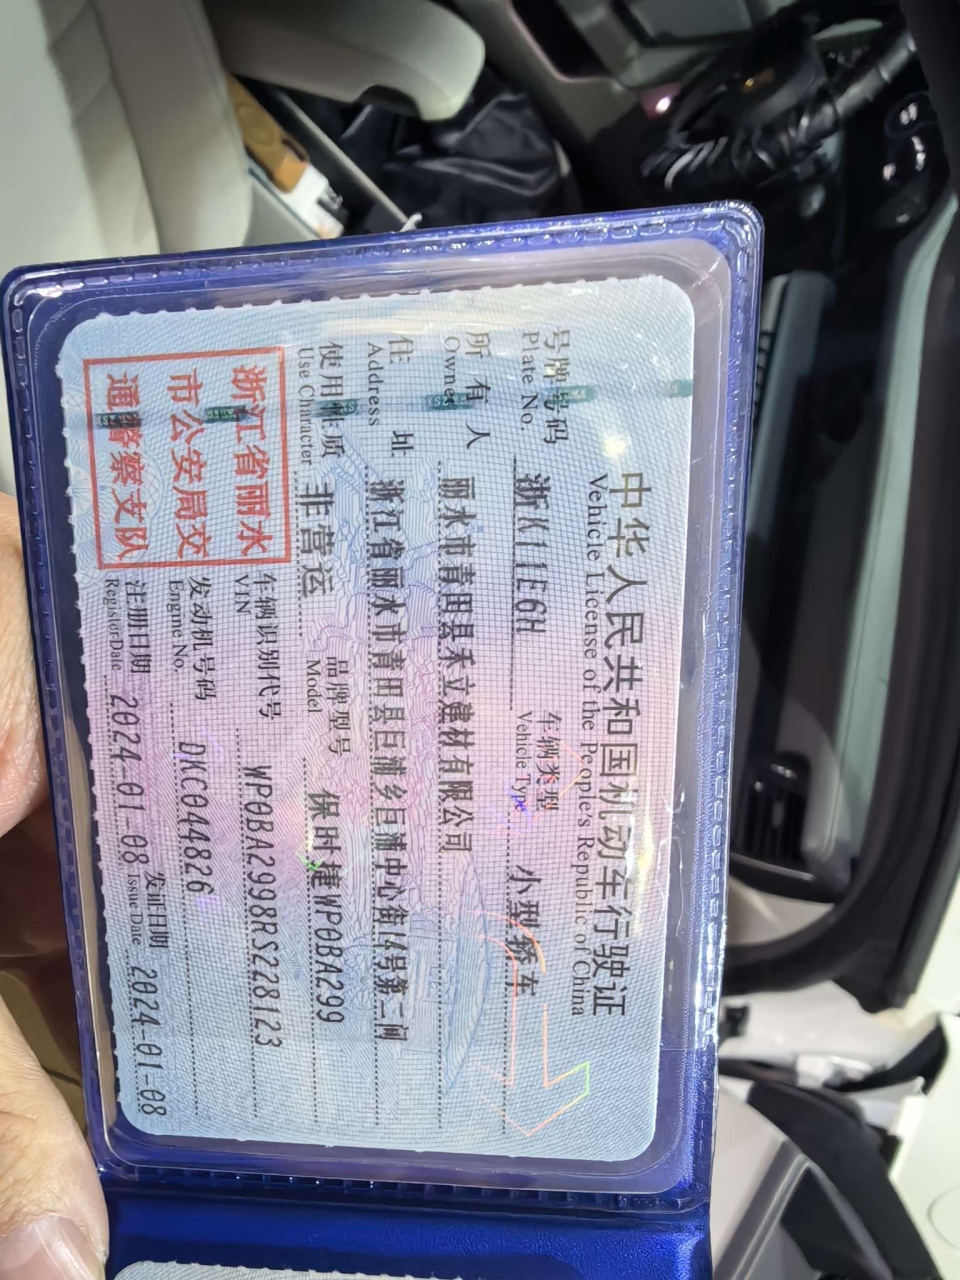 中华人民共和国机动车行驶证
Vehicle License of the People's Republic of China
号牌号码 浙K11E6H 车辆类型 小型轿车
Plate No. Vehicle Type
所有人 丽水市青田县禾立建材有限公司
Owner
住址 浙江省丽水市青田县巨浦乡巨浦中心街14号第三间
Address
使用性质 非营运 品牌型号 保时捷WP0BA299
Use Character Model
浙江省丽水
市公安局交
通警察支队
车辆识别代号 WP0BA2998RS228123
VIN
发动机号码 DKC044826
Engine No.
注册日期 2024-01-08 发证日期 2024-01-08
Register Date Issue Date